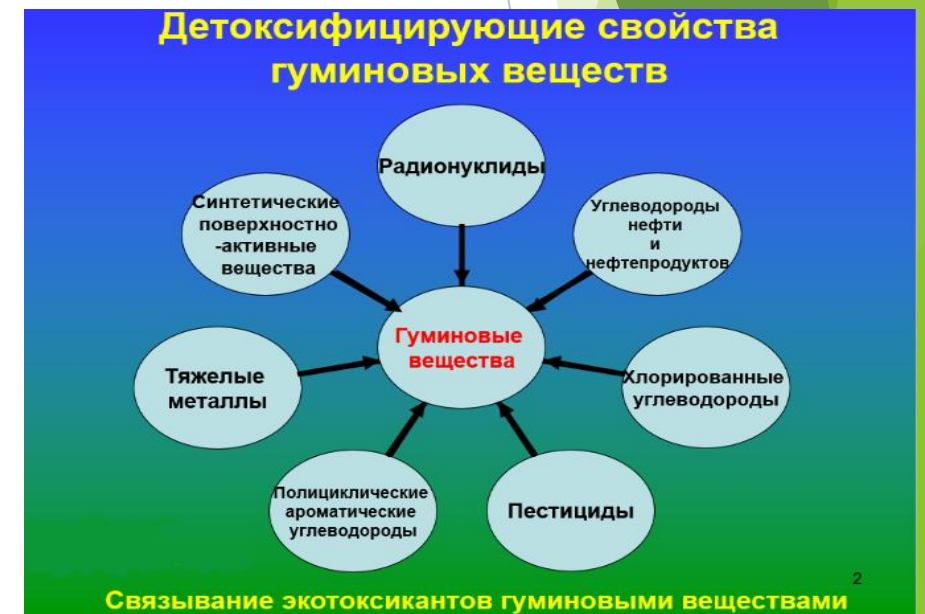 Детоксифицирующие свойства
гуминовых веществ
Радионуклиды
Синтетические
поверхностно
-активные
вещества
Углеводороды
нефти
и
нефтепродуктов
Гуминовые
вещества
Тяжелые
металлы
Хлорированные
углеводороды
Полициклические
ароматические
углеводороды
Пестициды
2
Связывание экотоксикантов гуминовыми веществами